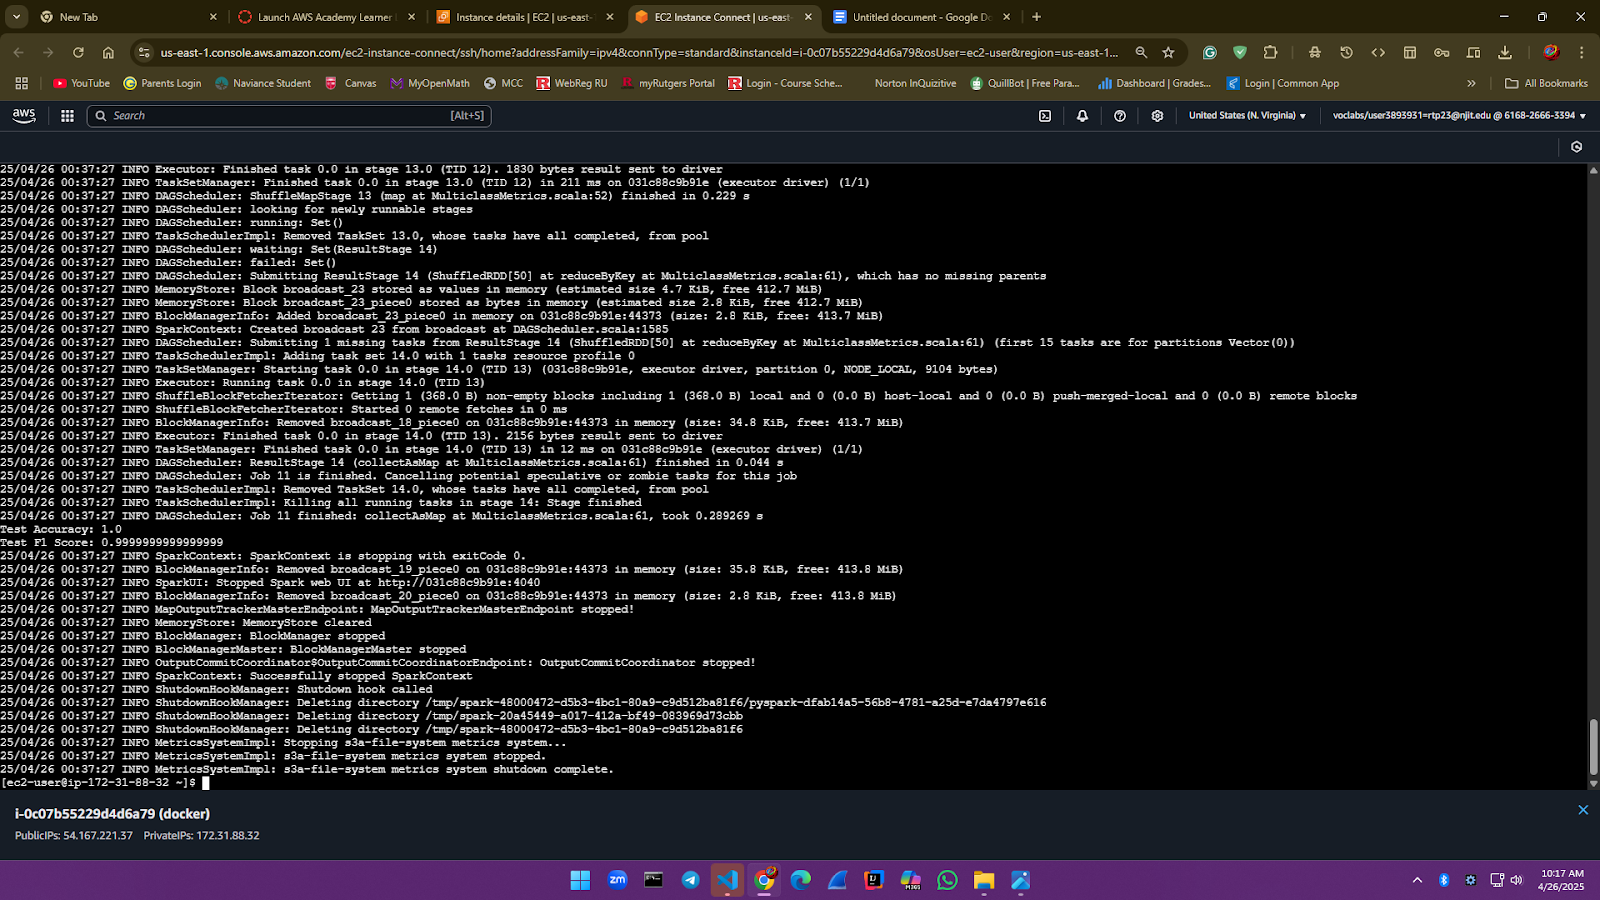 New Tab
Launch AWS Academy Learner L
Instance details | EC2 | us-east-1
EC2 Instance Connect | us-east-
Untitled document - Google Do
us-east-1.console.aws.amazon.com/ec2-instance-connect/ssh/home?addressFamily=ipv4&connType=standard&instanceId=i-0c07b55229d4d6a79&osUser=ec2-user&region=us-east-1...
YouTube
Parents Login
Naviance Student
Canvas
MyOpenMath
MCC
WebReg RU
myRutgers Portal
Login - Course Sche...
Norton InQuizitive
QuillBot | Free Para...
Dashboard | Grades...
Login | Common App
»
All Bookmarks
aws
Search
[Alt+S]
United States (N. Virginia)
voclabs/user3893931=rtp23@njit.edu @ 6168-2666-3394
25/04/26 00:37:27 INFO Executor: Finished task 0.0 in stage 13.0 (TID 12). 1830 bytes result sent to driver
25/04/26 00:37:27 INFO TaskSetManager: Finished task 0.0 in stage 13.0 (TID 12) in 211 ms on 031c88c9b91e (executor driver) (1/1)
25/04/26 00:37:27 INFO DAGScheduler: ShuffleMapStage 13 (map at MulticlassMetrics.scala:52) finished in 0.229 s
25/04/26 00:37:27 INFO DAGScheduler: looking for newly runnable stages
25/04/26 00:37:27 INFO DAGScheduler: running: Set()
25/04/26 00:37:27 INFO TaskSchedulerImpl: Removed TaskSet 13.0, whose tasks have all completed, from pool
25/04/26 00:37:27 INFO DAGScheduler: waiting: Set(ResultStage 14)
25/04/26 00:37:27 INFO DAGScheduler: failed: Set()
25/04/26 00:37:27 INFO DAGScheduler: Submitting ResultStage 14 (ShuffledRDD[50] at reduceByKey at MulticlassMetrics.scala:61), which has no missing parents
25/04/26 00:37:27 INFO MemoryStore: Block broadcast_23 stored as values in memory (estimated size 4.7 KiB, free 412.7 MiB)
25/04/26 00:37:27 INFO MemoryStore: Block broadcast_23_piece0 stored as bytes in memory (estimated size 2.8 KiB, free 412.7 MiB)
25/04/26 00:37:27 INFO BlockManagerInfo: Added broadcast_23_piece0 in memory on 031c88c9b91e:44373 (size: 2.8 KiB, free: 413.7 MiB)
25/04/26 00:37:27 INFO SparkContext: Created broadcast 23 from broadcast at DAGScheduler.scala:1585
25/04/26 00:37:27 INFO DAGScheduler: Submitting 1 missing tasks from ResultStage 14 (ShuffledRDD[50] at reduceByKey at MulticlassMetrics.scala:61) (first 15 tasks are for partitions Vector(0))
25/04/26 00:37:27 INFO TaskSchedulerImpl: Adding task set 14.0 with 1 tasks resource profile 0
25/04/26 00:37:27 INFO TaskSetManager: Starting task 0.0 in stage 14.0 (TID 13) (031c88c9b91e, executor driver, partition 0, NODE_LOCAL, 9104 bytes)
25/04/26 00:37:27 INFO Executor: Running task 0.0 in stage 14.0 (TID 13)
25/04/26 00:37:27 INFO ShuffleBlockFetcherIterator: Getting 1 (368.0 B) non-empty blocks including 1 (368.0 B) local and 0 (0.0 B) host-local and 0 (0.0 B) push-merged-local and 0 (0.0 B) remote blocks
25/04/26 00:37:27 INFO ShuffleBlockFetcherIterator: Started 0 remote fetches in 0 ms
25/04/26 00:37:27 INFO BlockManagerInfo: Removed broadcast_18_piece0 on 031c88c9b91e:44373 in memory (size: 34.8 KiB, free: 413.7 MiB)
25/04/26 00:37:27 INFO Executor: Finished task 0.0 in stage 14.0 (TID 13). 2156 bytes result sent to driver
25/04/26 00:37:27 INFO TaskSetManager: Finished task 0.0 in stage 14.0 (TID 13) in 12 ms on 031c88c9b91e (executor driver) (1/1)
25/04/26 00:37:27 INFO DAGScheduler: ResultStage 14 (collectAsMap at MulticlassMetrics.scala:61) finished in 0.044 s
25/04/26 00:37:27 INFO DAGScheduler: Job 11 is finished. Cancelling potential speculative or zombie tasks for this job
25/04/26 00:37:27 INFO TaskSchedulerImpl: Removed TaskSet 14.0, whose tasks have all completed, from pool
25/04/26 00:37:27 INFO TaskSchedulerImpl: Killing all running tasks in stage 14: Stage finished
25/04/26 00:37:27 INFO DAGScheduler: Job 11 finished: collectAsMap at MulticlassMetrics.scala:61, took 0.289269 s
Test Accuracy: 1.0
Test F1 Score: 0.9999999999999999
25/04/26 00:37:27 INFO SparkContext: SparkContext is stopping with exitCode 0.
25/04/26 00:37:27 INFO BlockManagerInfo: Removed broadcast_19_piece0 on 031c88c9b91e:44373 in memory (size: 35.8 KiB, free: 413.8 MiB)
25/04/26 00:37:27 INFO SparkUI: Stopped Spark web UI at http://031c88c9b91e:4040
25/04/26 00:37:27 INFO BlockManagerInfo: Removed broadcast_20_piece0 on 031c88c9b91e:44373 in memory (size: 2.8 KiB, free: 413.8 MiB)
25/04/26 00:37:27 INFO MapOutputTrackerMasterEndpoint: MapOutputTrackerMasterEndpoint stopped!
25/04/26 00:37:27 INFO MemoryStore: MemoryStore cleared
25/04/26 00:37:27 INFO BlockManager: BlockManager stopped
25/04/26 00:37:27 INFO BlockManagerMaster: BlockManagerMaster stopped
25/04/26 00:37:27 INFO OutputCommitCoordinator$OutputCommitCoordinatorEndpoint: OutputCommitCoordinator stopped!
25/04/26 00:37:27 INFO SparkContext: Successfully stopped SparkContext
25/04/26 00:37:27 INFO ShutdownHookManager: Shutdown hook called
25/04/26 00:37:27 INFO ShutdownHookManager: Deleting directory /tmp/spark-48000472-d5b3-4bc1-80a9-c9d512ba81f6/pyspark-dfab14a5-56b8-4781-a25d-e7da4797e616
25/04/26 00:37:27 INFO ShutdownHookManager: Deleting directory /tmp/spark-20a45449-a017-412a-bf49-083969d73cbb
25/04/26 00:37:27 INFO ShutdownHookManager: Deleting directory /tmp/spark-48000472-d5b3-4bc1-80a9-c9d512ba81f6
25/04/26 00:37:27 INFO MetricsSystemImpl: Stopping s3a-file-system metrics system...
25/04/26 00:37:27 INFO MetricsSystemImpl: s3a-file-system metrics system stopped.
25/04/26 00:37:27 INFO MetricsSystemImpl: s3a-file-system metrics system shutdown complete.
[ec2-user@ip-172-31-88-32 ~]$
i-0c07b55229d4d6a79 (docker)
PublicIPs: 54.167.221.37 PrivateIPs: 172.31.88.32
zm
M365
10:17 AM
4/26/2025